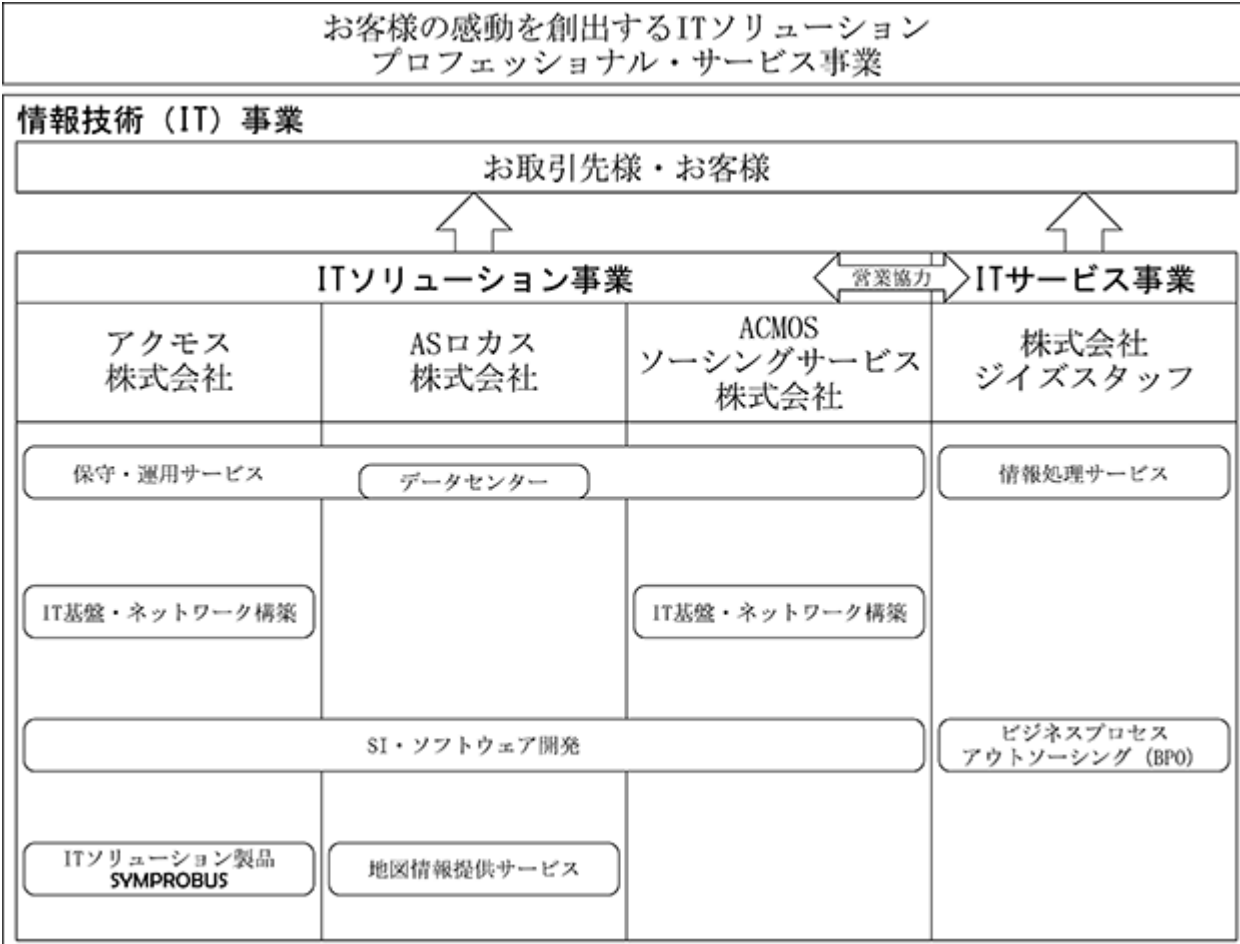 お客様の感動を創出するITソリューション
プロフェッショナル・サービス事業
情報技術（IT）事業
お取引先様・お客様
ITソリューション事業
営業協力
ITサービス事業
アクモス
株式会社
ASロカス
株式会社
ACMOS
ソーシングサービス
株式会社
株式会社
ジイズスタッフ
保守・運用サービス
データセンター
情報処理サービス
IT基盤・ネットワーク構築
IT基盤・ネットワーク構築
SI・ソフトウェア開発
ビジネスプロセス
アウトソーシング（BPO）
ITソリューション製品
SYMPROBUS
地図情報提供サービス